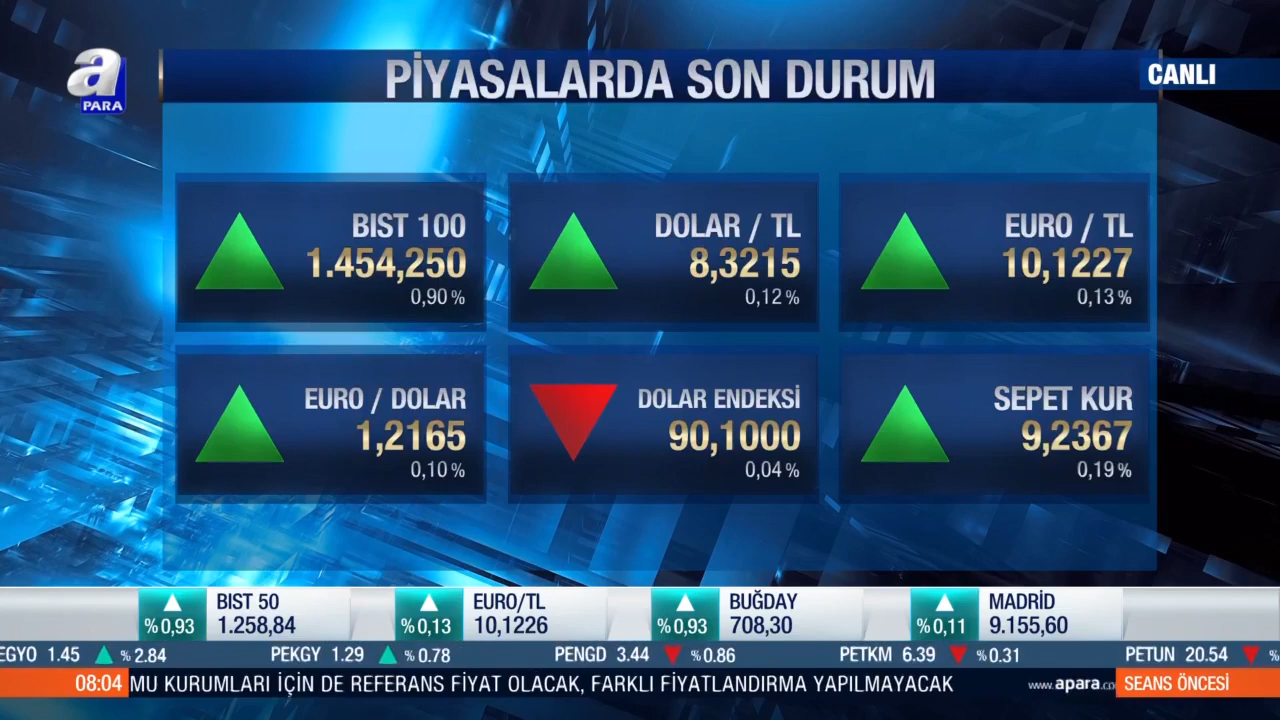 a
PARA
PİYASALARDA SON DURUM
CANLI
BIST 100
1.454,250
0,90 %
DOLAR / TL
8,3215
0,12 %
EURO / TL
10,1227
0,13 %
EURO / DOLAR
1,2165
0,10 %
DOLAR ENDEKSİ
90,1000
0,04 %
SEPET KUR
9,2367
0,19 %
% 0,93 BIST 50 1.258,84
% 0,13 EURO/TL 10,1226
% 0,93 BUĞDAY 708,30
% 0,11 MADRİD 9.155,60
EGYO 1.45 % 2.84 PEKGY 1.29 % 0.78 PENGD 3.44 % 0.86 PETKM 6.39 % 0.31 PETUN 20.54 %
08:04 MU KURUMLARI İÇİN DE REFERANS FİYAT OLACAK, FARKLI FİYATLANDIRMA YAPILMAYACAK www.apara.co SEANS ÖNCESİ